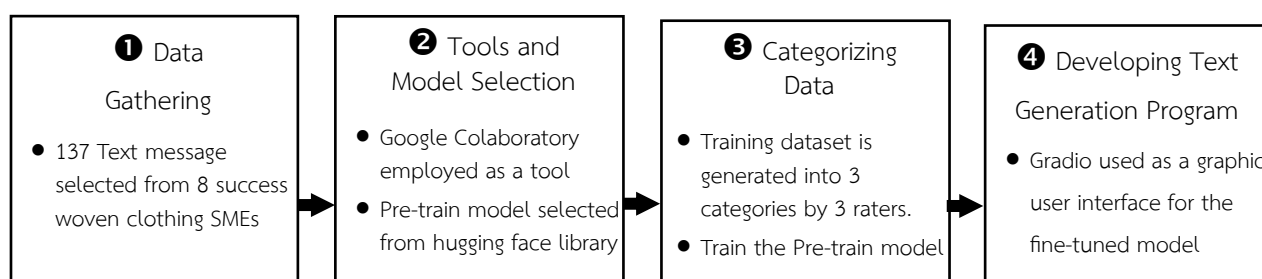 ❶ Data
Gathering
● 137 Text message
selected from 8 success
woven clothing SMEs
❷ Tools and
Model Selection
● Google Colaboratory
employed as a tool
● Pre-train model selected
from hugging face library
❸ Categorizing
Data
● Training dataset is
generated into 3
categories by 3 raters.
● Train the Pre-train model
❹ Developing Text
Generation Program
● Gradio used as a graphic
user interface for the
fine-tuned model